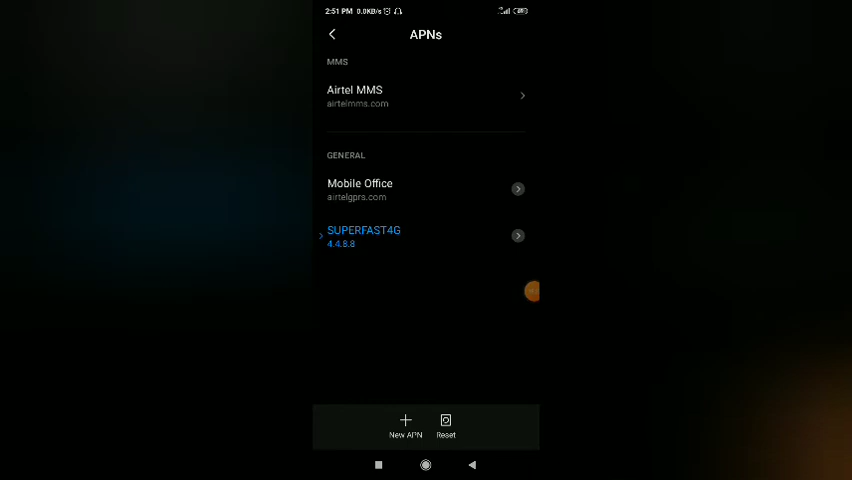 2:51 PM 0.0KB/s
APNs
MMS
Airtel MMS
airtelmms.com
GENERAL
Mobile Office
airtelgprs.com
SUPERFAST4G
4.4.8.8
New APN Reset